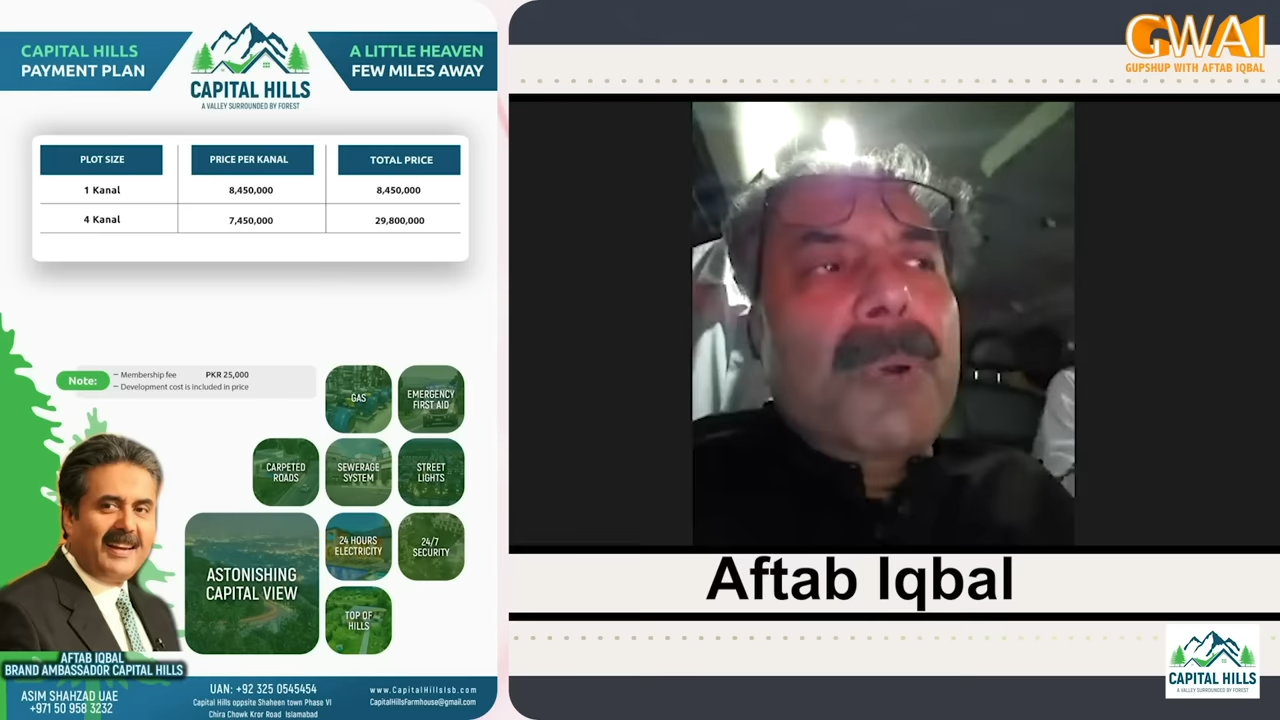 CAPITAL HILLS
PAYMENT PLAN
CAPITAL HILLS
A VALLEY SURROUNDED BY FOREST
A LITTLE HEAVEN
FEW MILES AWAY
PLOT SIZE PRICE PER KANAL TOTAL PRICE
1 Kanal 8,450,000 8,450,000
4 Kanal 7,450,000 29,800,000
Note:
– Membership fee PKR 25,000
– Development cost is included in price
GAS
EMERGENCY
FIRST AID
CARPETED
ROADS
SEWERAGE
SYSTEM
STREET
LIGHTS
ASTONISHING
CAPITAL VIEW
24 HOURS
ELECTRICITY
24/7
SECURITY
TOP OF
HILLS
AFTAB IQBAL
BRAND AMBASSADOR CAPITAL HILLS
ASIM SHAHZAD UAE
+971 50 958 3232
UAN: +92 325 0545454
Capital Hills oppsite Shaheen town Phase VI
Chira Chowk Kror Road Islamabad
www.CapitalHillsIsb.com
CapitalHillsFarmhouse@gmail.com
GWAI
GUPSHUP WITH AFTAB IQBAL
Aftab Iqbal
CAPITAL HILLS
A VALLEY SURROUNDED BY FOREST